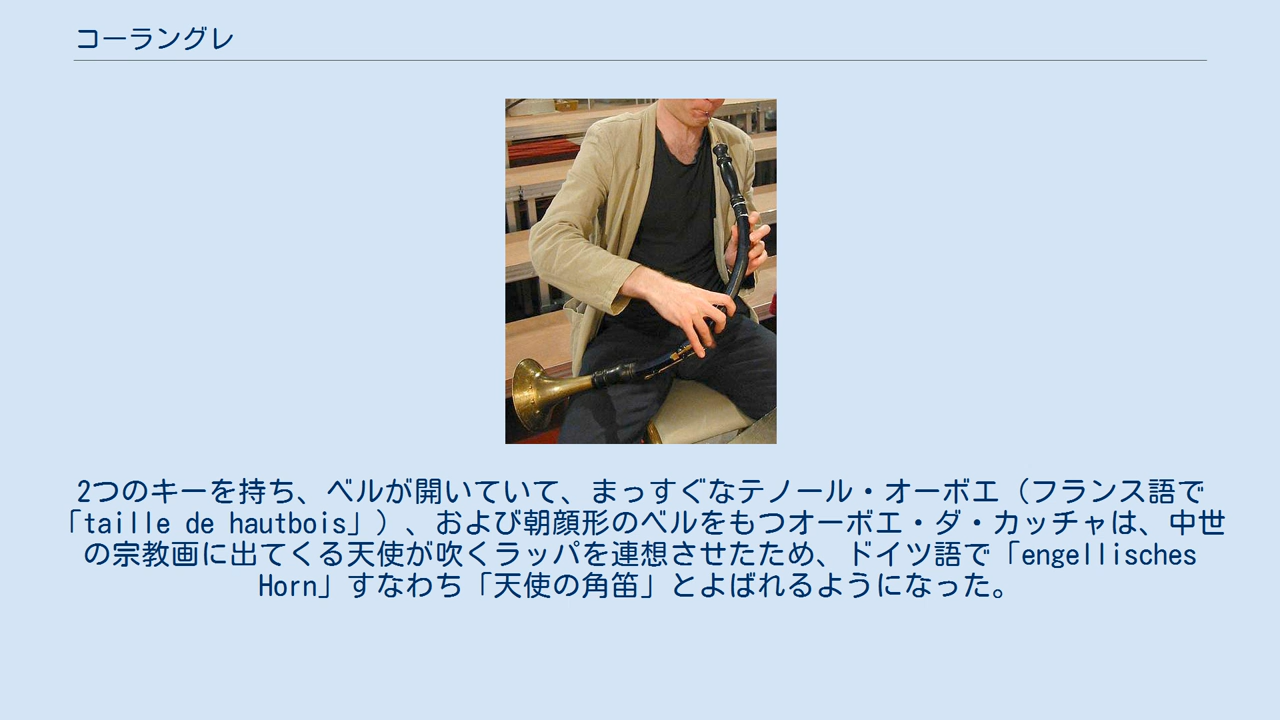 コーラングレ
2つのキーを持ち、ベルが開いていて、まっすぐなテノール・オーボエ（フランス語で
「taille de hautbois」）、および朝顔形のベルをもつオーボエ・ダ・カッチャは、中世
の宗教画に出てくる天使が吹くラッパを連想させたため、ドイツ語で「engellisches
Horn」すなわち「天使の角笛」とよばれるようになった。